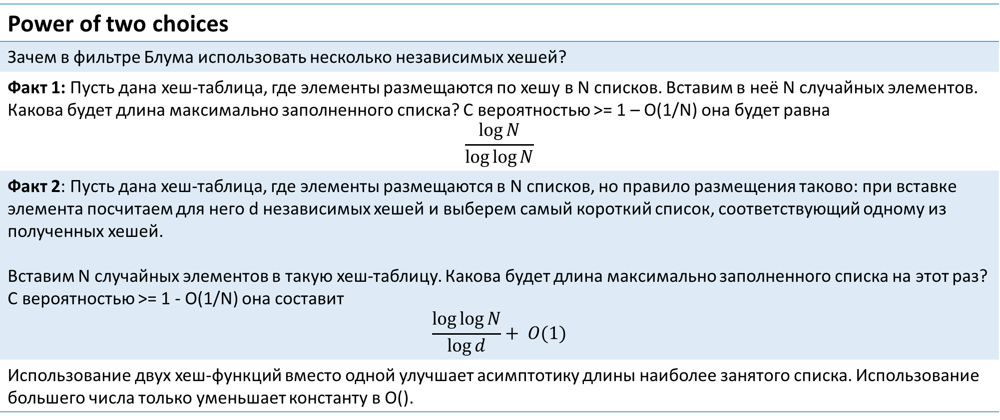 Power of two choices
Зачем в фильтре Блума использовать несколько независимых хешей?
Факт 1: Пусть дана хеш-таблица, где элементы размещаются по хешу в N списков. Вставим в неё N случайных элементов.
Какова будет длина максимально заполненного списка? С вероятностью >= 1 – O(1/N) она будет равна
log N
log log N
Факт 2: Пусть дана хеш-таблица, где элементы размещаются в N списков, но правило размещения таково: при вставке
элемента посчитаем для него d независимых хешей и выберем самый короткий список, соответствующий одному из
полученных хешей.
Вставим N случайных элементов в такую хеш-таблицу. Какова будет длина максимально заполненного списка на этот раз?
С вероятностью >= 1 - O(1/N) она составит
log log N
log d
+ O(1)
Использование двух хеш-функций вместо одной улучшает асимптотику длины наиболее занятого списка. Использование
большего числа только уменьшает константу в O().